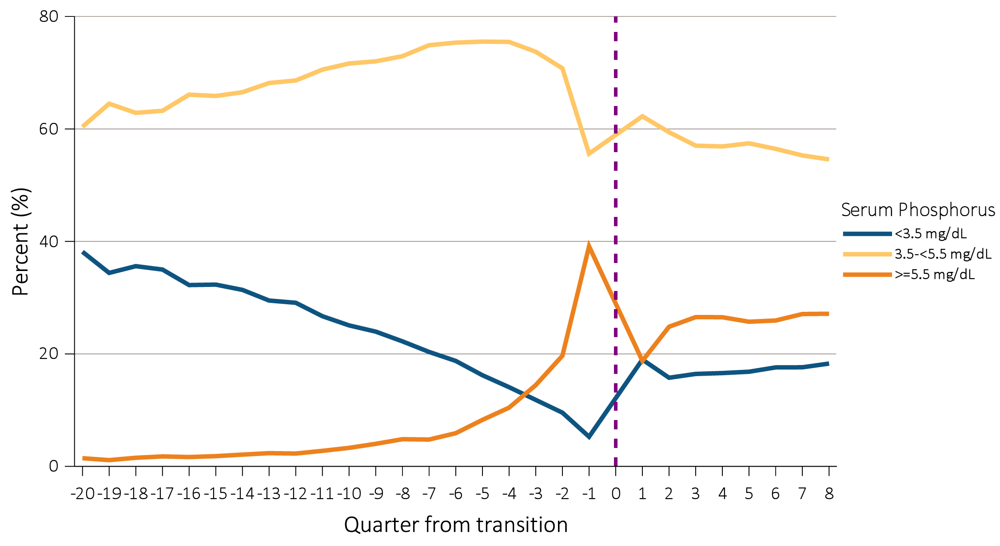 80
60
40
20
0
Percent (%)
-20 -19 -18 -17 -16 -15 -14 -13 -12 -11 -10 -9 -8 -7 -6 -5 -4 -3 -2 -1 0 1 2 3 4 5 6 7 8
Quarter from transition
Serum Phosphorus
<3.5 mg/dL
3.5-<5.5 mg/dL
>=5.5 mg/dL